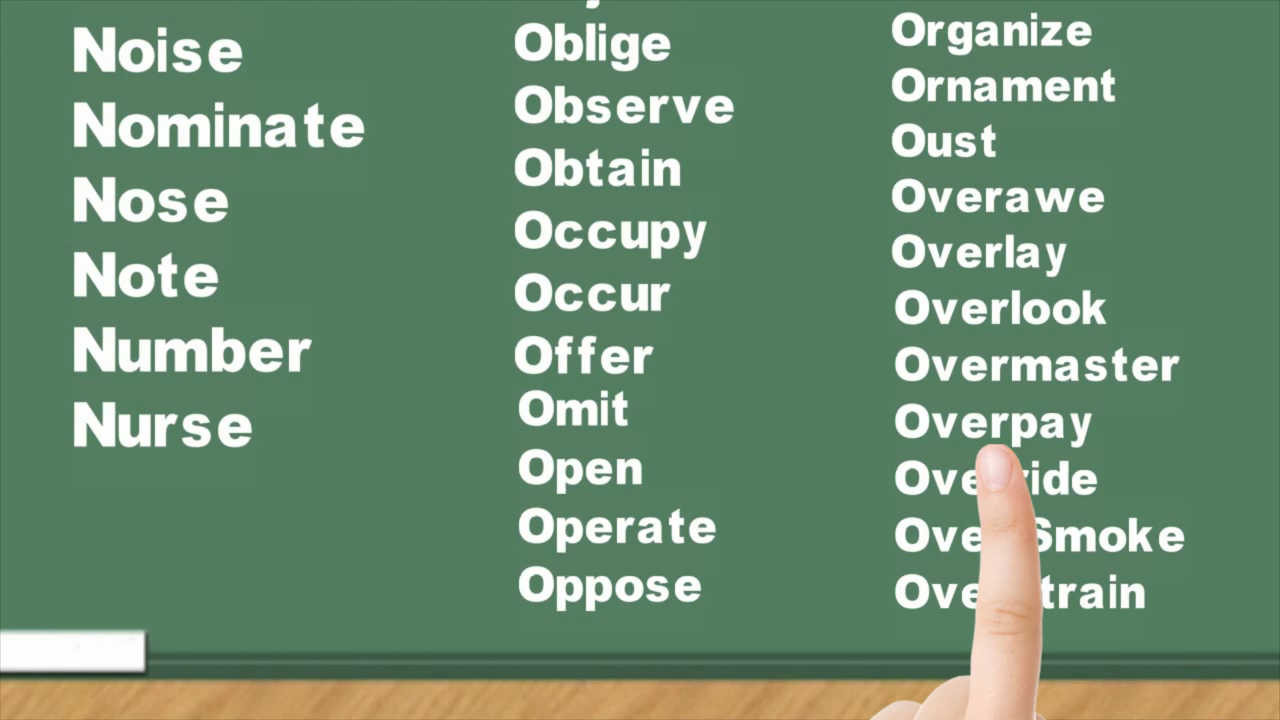 Noise
Nominate
Nose
Note
Number
Nurse
Oblige
Observe
Obtain
Occupy
Occur
Offer
Omit
Open
Operate
Oppose
Organize
Ornament
Oust
Overawe
Overlay
Overlook
Overmaster
Overpay